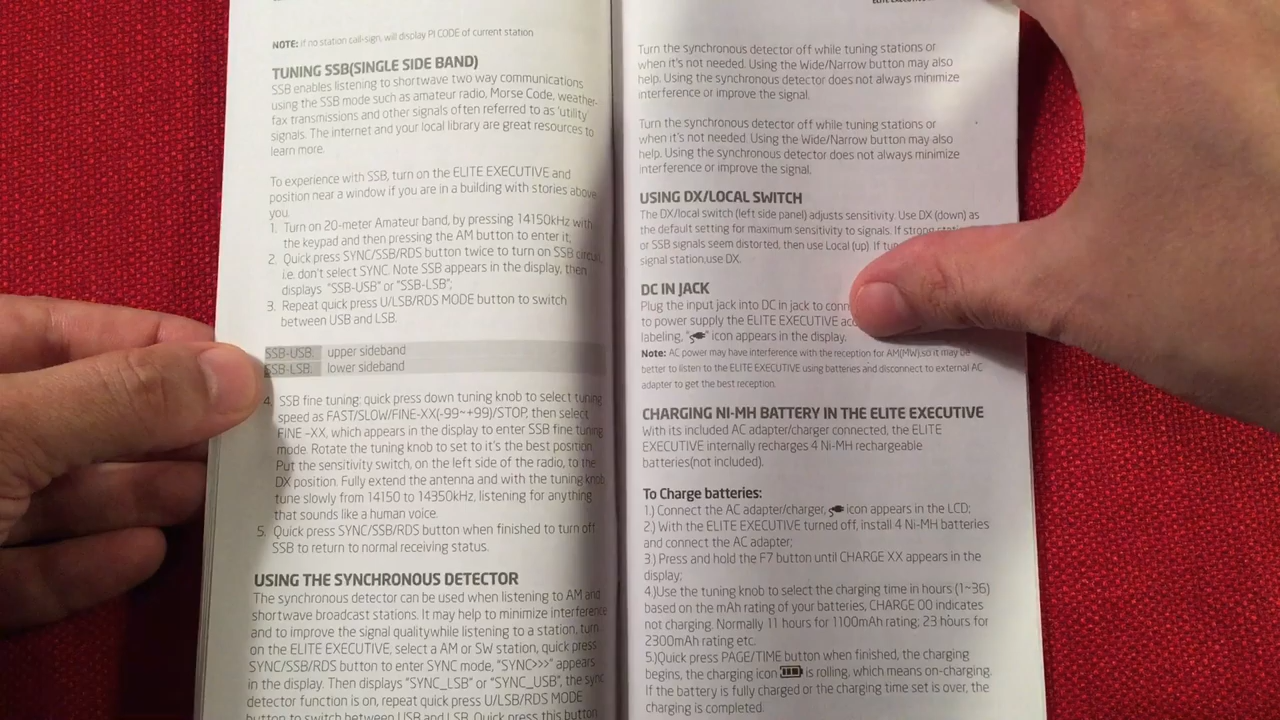 NOTE: if no station call-sign, will display PI CODE of current station
TUNING SSB(SINGLE SIDE BAND)
SSB enables listening to shortwave two way communications
using the SSB mode such as amateur radio, Morse Code, weather-
fax transmissions and other signals often referred to as 'utility'
signals. The internet and your local library are great resources to
learn more.
To experience with SSB, turn on the ELITE EXECUTIVE and
position near a window if you are in a building with stories above
you.
1. Turn on 20-meter Amateur band, by pressing 14150kHz with
the keypad and then pressing the AM button to enter it.
2. Quick press SYNC/SSB/RDS button twice to turn on SSB circuit,
i.e. don't select SYNC. Note SSB appears in the display, then
displays "SSB-USB" or "SSB-LSB";
3. Repeat quick press U/LSB/RDS MODE button to switch
between USB and LSB.
SSB-USB: upper sideband
SSB-LSB: lower sideband
4. SSB fine tuning: quick press down tuning knob to select tuning
speed as FAST/SLOW/FINE-XX(-99~+99)/STOP, then select
FINE -XX, which appears in the display to enter SSB fine tuning
mode. Rotate the tuning knob to set to it's the best position.
Put the sensitivity switch, on the left side of the radio, to the
DX position. Fully extend the antenna and with the tuning knob
tune slowly from 14150 to 14350kHz, listening for anything
that sounds like a human voice.
5. Quick press SYNC/SSB/RDS button when finished to turn off
SSB to return to normal receiving status.
USING THE SYNCHRONOUS DETECTOR
The synchronous detector can be used when listening to AM and
shortwave broadcast stations. It may help to minimize interference
and to improve the signal qualitywhile listening to a station, turn
on the ELITE EXECUTIVE, select a AM or SW station, quick press
SYNC/SSB/RDS button to enter SYNC mode, "SYNC>>>" appears
in the display. Then displays "SYNC_LSB" or "SYNC_USB", the sync
detector function is on, repeat quick press U/LSB/RDS MODE
button to switch between USB and LSB. Quick press this button
Turn the synchronous detector off while tuning stations or
when it's not needed. Using the Wide/Narrow button may also
help. Using the synchronous detector does not always minimize
interference or improve the signal.
Turn the synchronous detector off while tuning stations or
when it's not needed. Using the Wide/Narrow button may also
help. Using the synchronous detector does not always minimize
interference or improve the signal.
USING DX/LOCAL SWITCH
The DX/local switch (left side panel) adjusts sensitivity. Use DX (down) as
the default setting for maximum sensitivity to signals. If strong
or SSB signals seem distorted, then use Local (up). If
signal station,use DX.
DC IN JACK
Plug the input jack into DC in jack to
to power supply the ELITE EXECUTIVE
labeling, " " icon appears in the display.
Note: AC power may have interference with the reception for AM(MW),so it may be
better to listen to the ELITE EXECUTIVE using batteries and disconnect to external AC
adapter to get the best reception.
CHARGING NI-MH BATTERY IN THE ELITE EXECUTIVE
With its included AC adapter/charger connected, the ELITE
EXECUTIVE internally recharges 4 Ni-MH rechargeable
batteries(not included).
To Charge batteries:
1.) Connect the AC adapter/charger, icon appears in the LCD;
2.) With the ELITE EXECUTIVE turned off, install 4 Ni-MH batteries
and connect the AC adapter;
3.) Press and hold the F7 button until CHARGE XX appears in the
display;
4.)Use the tuning knob to select the charging time in hours (1~36)
based on the mAh rating of your batteries, CHARGE 00 indicates
not charging. Normally 11 hours for 1100mAh rating; 23 hours for
2300mAh rating etc.
5.)Quick press PAGE/TIME button when finished, the charging
begins, the charging icon is rolling, which means on-charging.
If the battery is fully charged or the charging time set is over, the
charging is completed.